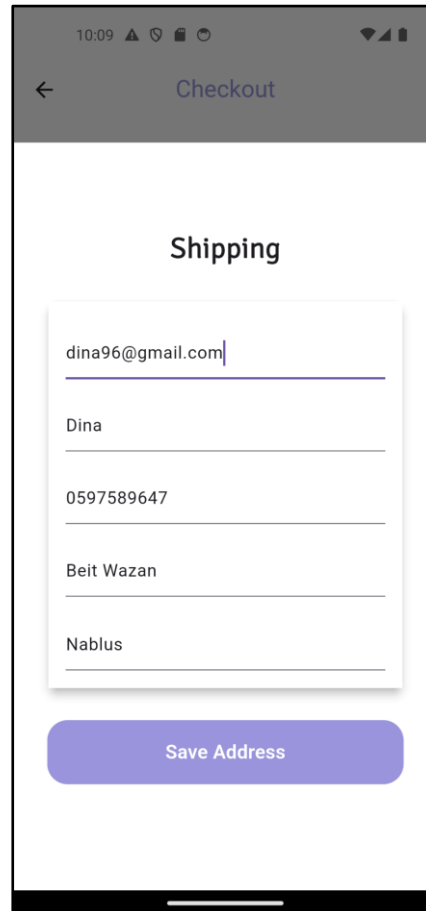 10:09
Checkout
Shipping
dina96@gmail.com
Dina
0597589647
Beit Wazan
Nablus
Save Address